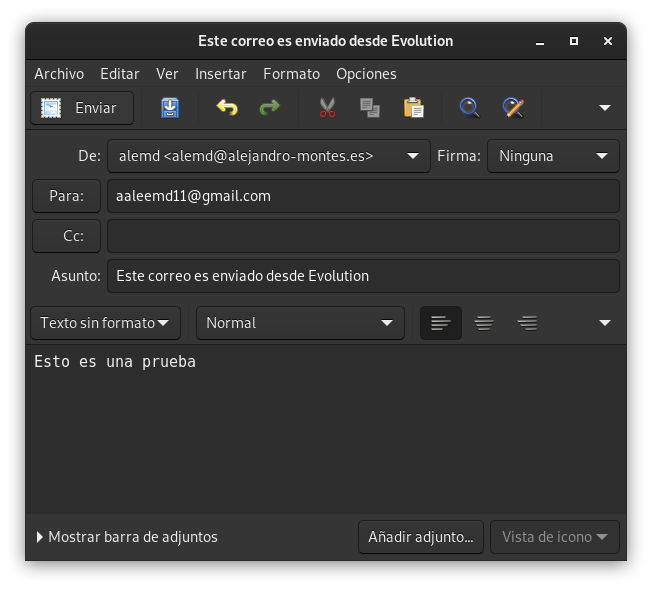 Este correo es enviado desde Evolution
Archivo Editar Ver Insertar Formato Opciones
Enviar
De: alemd <alemd@alejandro-montes.es> Firma: Ninguna
Para: aaleemd11@gmail.com
Cc:
Asunto: Este correo es enviado desde Evolution
Texto sin formato Normal
Esto es una prueba
Mostrar barra de adjuntos Añadir adjunto... Vista de icono